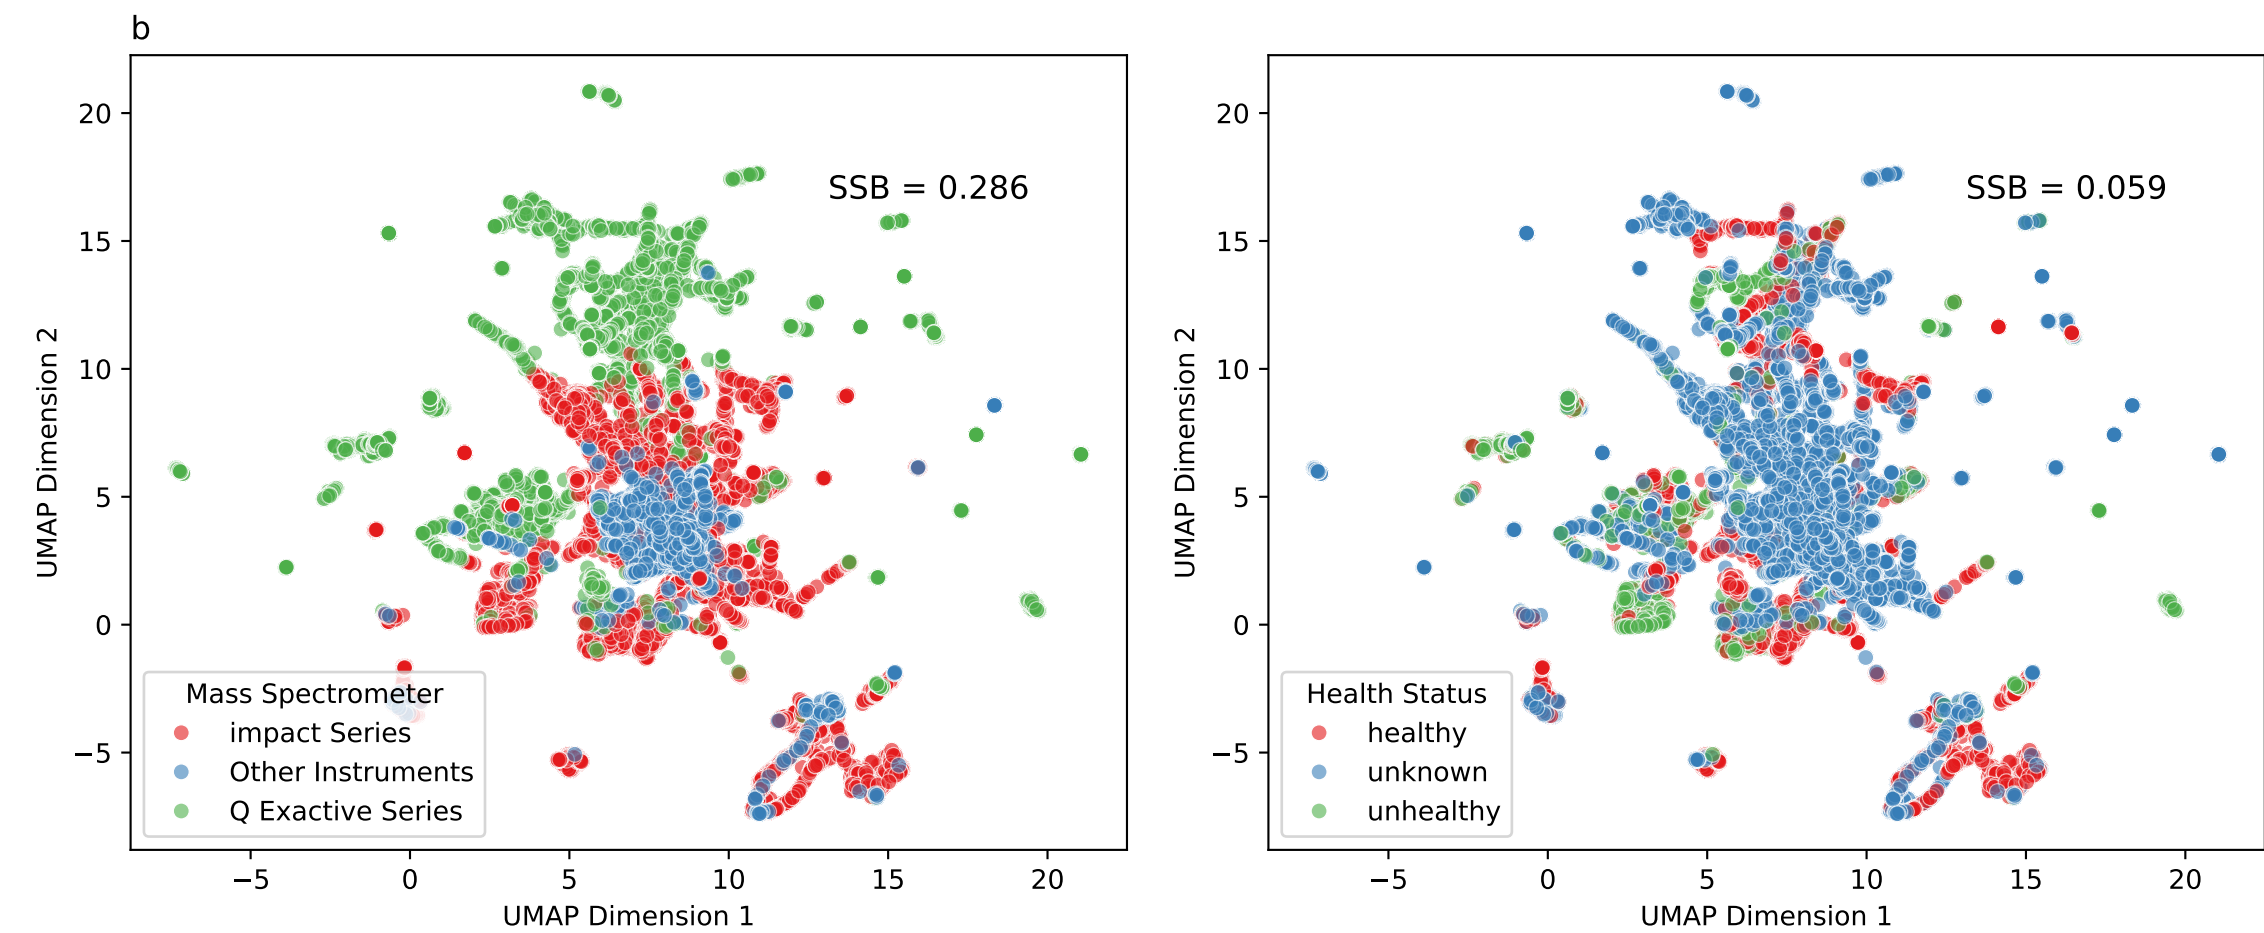 b
20
15
10
5
0
−5
UMAP Dimension 2
SSB = 0.286
Mass Spectrometer
impact Series
Other Instruments
Q Exactive Series
−5 0 5 10 15 20
UMAP Dimension 1
20
15
10
5
0
−5
UMAP Dimension 2
SSB = 0.059
Health Status
healthy
unknown
unhealthy
−5 0 5 10 15 20
UMAP Dimension 1